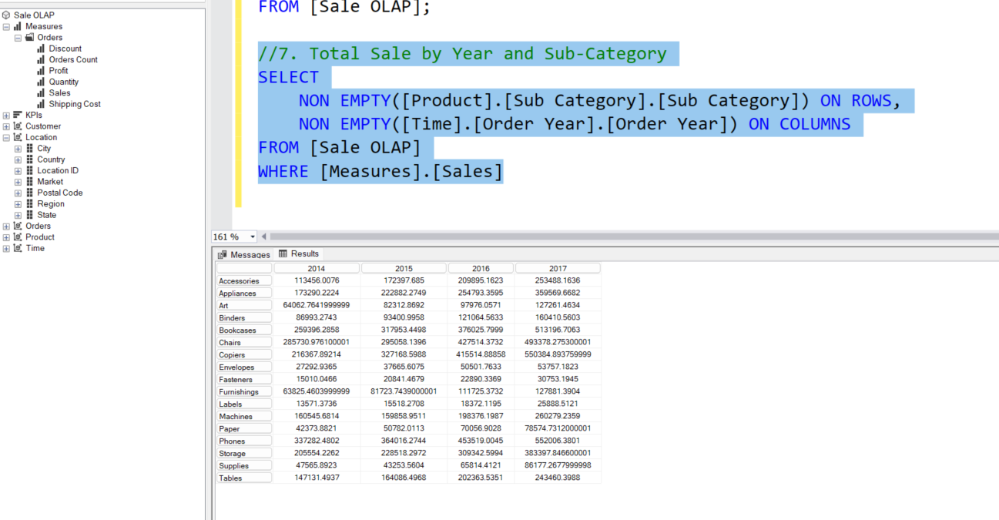 Sale OLAP
Measures
Orders
Discount
Orders Count
Profit
Quantity
Sales
Shipping Cost
KPIs
Customer
Location
City
Country
Location ID
Market
Postal Code
Region
State
Orders
Product
Time
FROM [Sale OLAP];
//7. Total Sale by Year and Sub-Category
SELECT
NON EMPTY([Product].[Sub Category].[Sub Category]) ON ROWS,
NON EMPTY([Time].[Order Year].[Order Year]) ON COLUMNS
FROM [Sale OLAP]
WHERE [Measures].[Sales]
161 %
Messages Results
2014 2015 2016 2017
Accessories 113456.0076 172397.685 209895.1623 253488.1636
Appliances 173290.2224 222882.2749 254793.3595 359569.6682
Art 64062.7641999999 82312.8692 97976.0571 127261.4634
Binders 86993.2743 93400.9958 121064.5633 160410.5603
Bookcases 259396.2858 317953.4498 376025.7999 513196.7063
Chairs 285730.976100001 295058.1396 427514.3732 493378.275300001
Copiers 216367.89214 327168.5988 415514.88858 550384.893759999
Envelopes 27292.9365 37665.6075 50501.7633 53757.1823
Fasteners 15010.0466 20841.4679 22890.3369 30753.1945
Furnishings 63825.4603999999 81723.7439000001 111725.3732 127881.3904
Labels 13571.3736 15518.2708 18372.1195 25888.5121
Machines 160545.6814 159858.9511 198376.1987 260279.2359
Paper 42373.8821 50782.0113 70056.9028 78574.7312000001
Phones 337282.4802 364016.2744 453519.0045 552006.3801
Storage 205554.2262 228518.2972 309342.5994 383397.846600001
Supplies 47565.8923 43253.5604 65814.4121 86177.2677999998
Tables 147131.4937 164086.4968 202363.5351 243460.3988